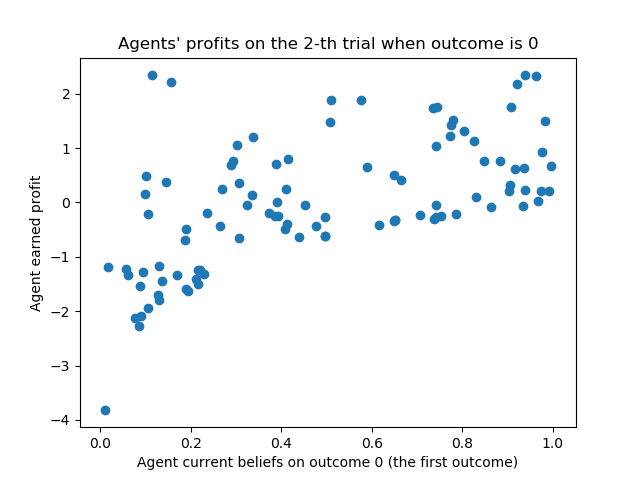 Agents' profits on the 2-th trial when outcome is 0
Agent earned profit
2
1
0
−1
−2
−3
−4
0.0 0.2 0.4 0.6 0.8 1.0
Agent current beliefs on outcome 0 (the first outcome)